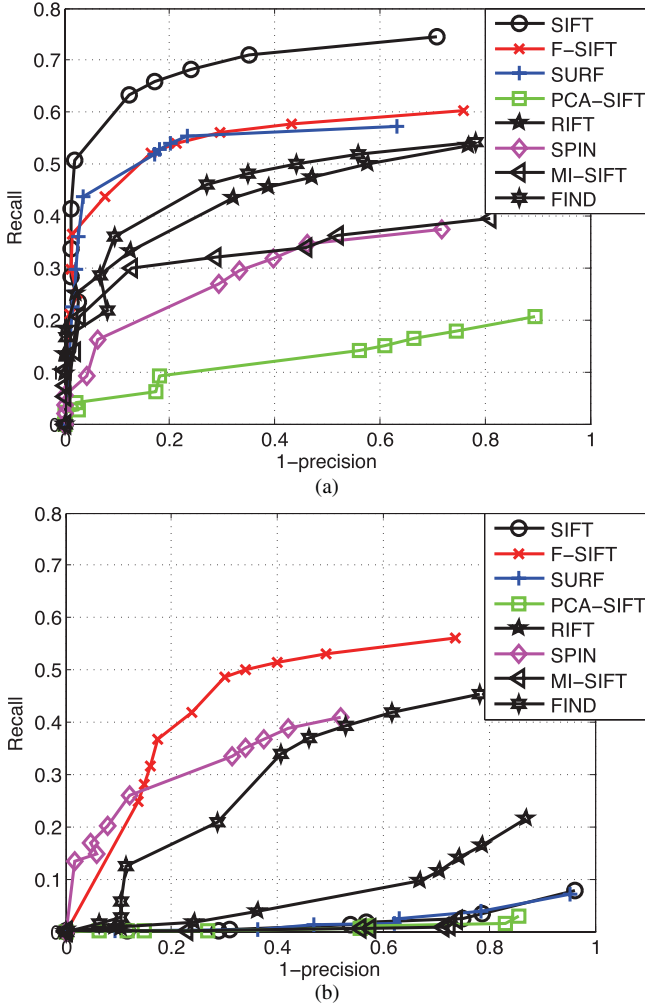 0.8
0.7
0.6
0.5
0.4
0.3
0.2
0.1
0
Recall
0.2
0.4
0.6
0.8
1
1−precision
SIFT
F−SIFT
SURF
PCA−SIFT
RIFT
SPIN
MI−SIFT
FIND
(a)
0.8
0.7
0.6
0.5
0.4
0.3
0.2
0.1
0
Recall
0
0.2
0.4
0.6
0.8
1
1−precision
SIFT
F−SIFT
SURF
PCA−SIFT
RIFT
SPIN
MI−SIFT
FIND
(b)